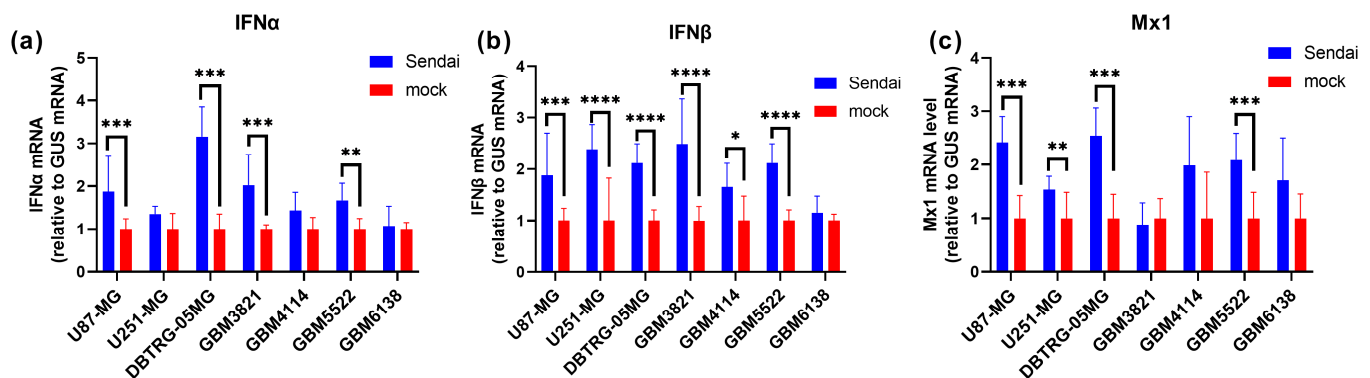 (a)
IFNα
Sendai
mock
IFNα mRNA
(relative to GUS mRNA)
5
4
3
2
1
0
***
***
***
**
U87-MG
U251-MG
DBTRG-05MG
GBM3821
GBM4114
GBM5522
GBM6138
(b)
IFNβ
Sendai
mock
IFNβ mRNA
(relative to GUS mRNA)
4
3
2
1
0
***
****
****
****
*
****
U87-MG
U251-MG
DBTRG-05MG
GBM3821
GBM4114
GBM5522
GBM6138
(c)
Mx1
Sendai
mock
Mx1 mRNA level
(relative to GUS mRNA)
4
3
2
1
0
***
**
***
***
U87-MG
U251-MG
DBTRG-05MG
GBM3821
GBM4114
GBM5522
GBM6138